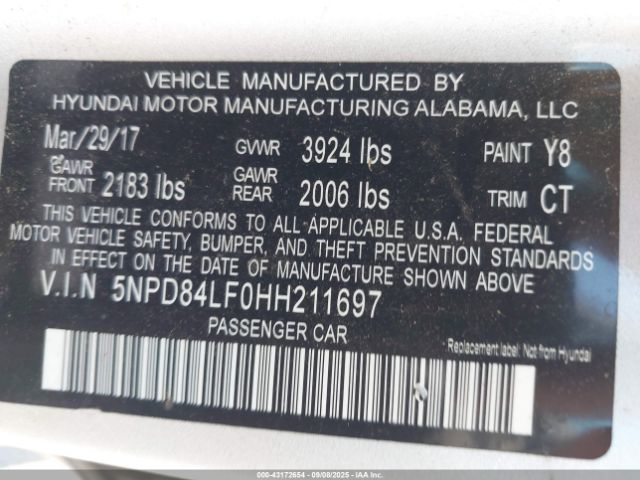 VEHICLE MANUFACTURED BY
HYUNDAI MOTOR MANUFACTURING ALABAMA, LLC
Mar/29/17 GVWR 3924 lbs PAINT Y8
GAWR FRONT 2183 lbs GAWR REAR 2006 lbs TRIM CT
THIS VEHICLE CONFORMS TO ALL APPLICABLE U.S.A. FEDERAL
MOTOR VEHICLE SAFETY, BUMPER, AND THEFT PREVENTION STANDARDS
IN EFFECT ON THE DATE OF MANUFACTURE SHOWN ABOVE
V.I.N 5NPD84LF0HH211697
PASSENGER CAR
Replacement label: Not from Hyundai
000-43172654 - 09/08/2025 - IAAI.COM